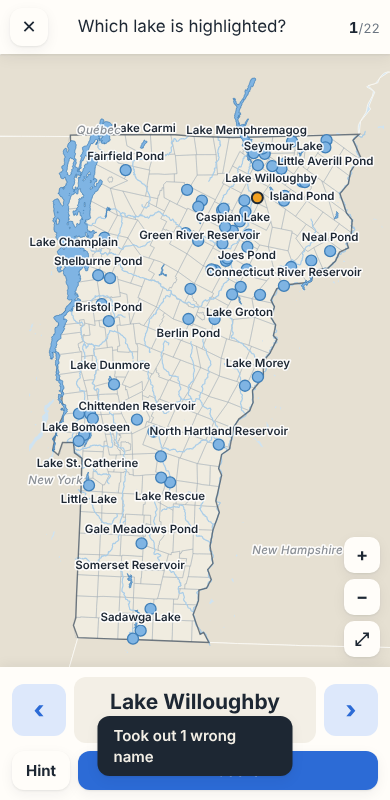 ✕ Which lake is highlighted? 1/22
Québec
Lake Carmi
Lake Memphremagog
Seymour Lake
Fairfield Pond
Little Averill Pond
Lake Willoughby
Island Pond
Caspian Lake
Green River Reservoir
Neal Pond
Lake Champlain
Joes Pond
Shelburne Pond
Connecticut River Reservoir
Bristol Pond
Lake Groton
Berlin Pond
Lake Morey
Lake Dunmore
Chittenden Reservoir
Lake Bomoseen
North Hartland Reservoir
Lake St. Catherine
New York
Little Lake
Lake Rescue
Gale Meadows Pond
New Hampshire
Somerset Reservoir
Sadawga Lake
+
−
‹ Lake Willoughby ›
Took out 1 wrong
name
Hint